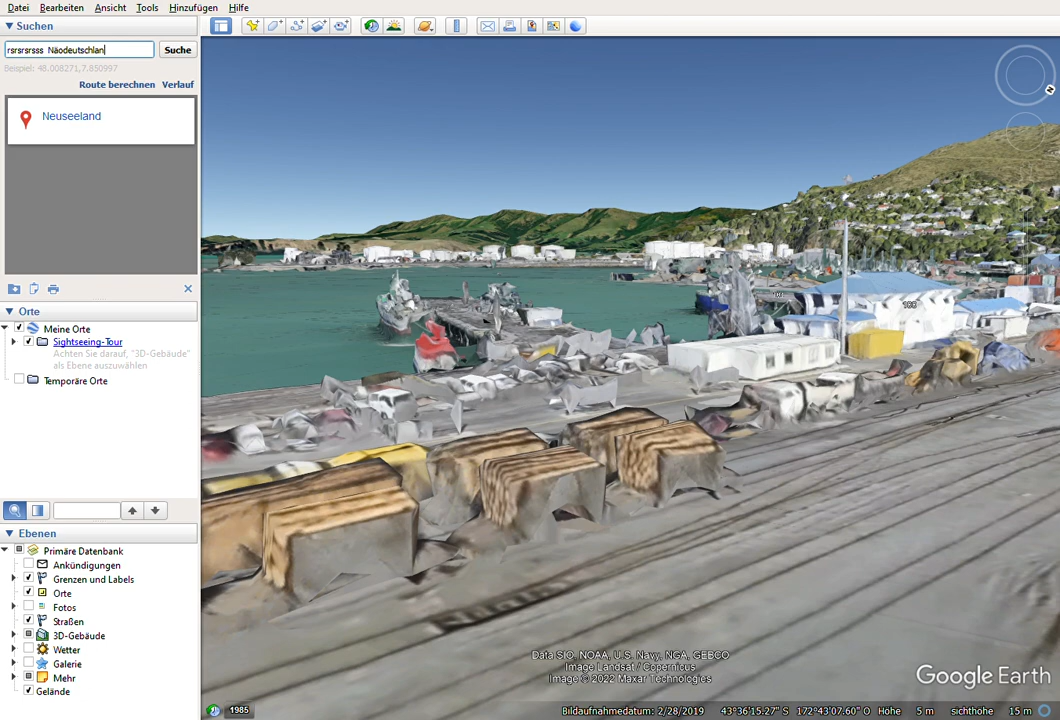 Datei Bearbeiten Ansicht Tools Hinzufügen Hilfe
Suchen
rsrsrsrsss Näodeutschlan
Suche
Beispiel: 48.008271,7.850997
Route berechnen Verlauf
Neuseeland
Orte
Meine Orte
Sightseeing-Tour
Achten Sie darauf, "3D-Gebäude"
als Ebene auszuwählen
Temporäre Orte
Ebenen
Primäre Datenbank
Ankündigungen
Grenzen und Labels
Orte
Fotos
Straßen
3D-Gebäude
Wetter
Galerie
Mehr
Gelände
Data SIO, NOAA, U.S. Navy, NGA, GEBCO
Image Landsat / Copernicus
Image © 2022 Maxar Technologies
Google Earth
1985
Bildaufnahmedatum: 2/28/2019 43°36'15.27" S 172°43'07.60" O Höhe 5 m sichthöhe 15 m